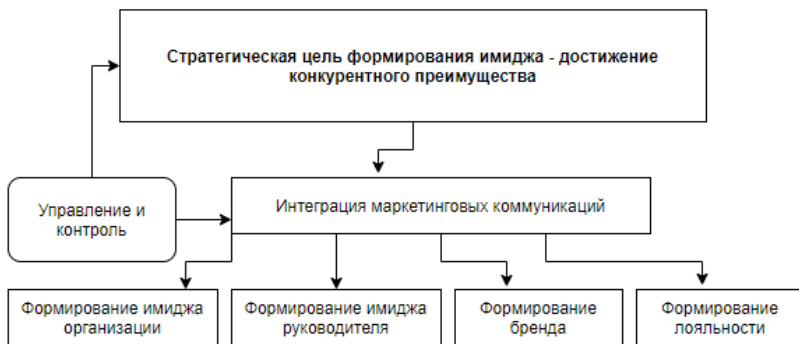 Стратегическая цель формирования имиджа - достижение
конкурентного преимущества
Управление и
контроль
Интеграция маркетинговых коммуникаций
Формирование имиджа
организации
Формирование имиджа
руководителя
Формирование
бренда
Формирование
лояльности